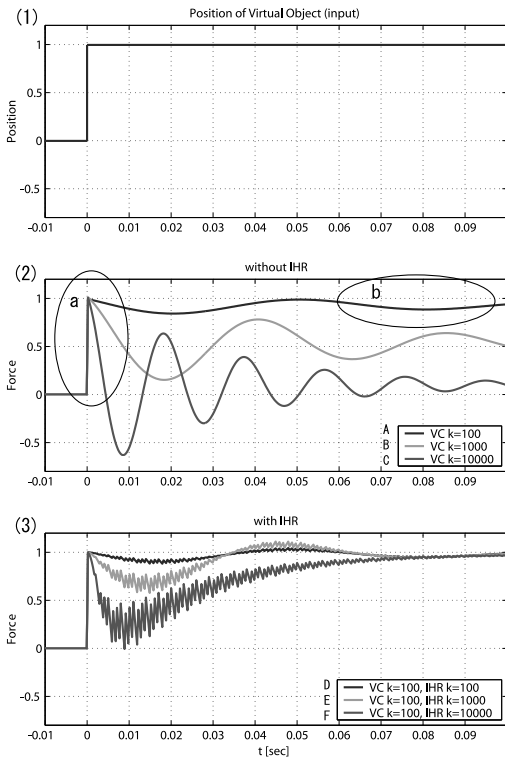 (1)
Position of Virtual Object (input)
Position
1
0.5
0
−0.5
−0.01 0 0.01 0.02 0.03 0.04 0.05 0.06 0.07 0.08 0.09
(2)
without IHR
a
b
Force
1
0.5
0
−0.5
A VC k=100
B VC k=1000
C VC k=10000
−0.01 0 0.01 0.02 0.03 0.04 0.05 0.06 0.07 0.08 0.09
(3)
with IHR
Force
1
0.5
0
−0.5
D VC k=100, IHR k=100
E VC k=100, IHR k=1000
F VC k=100, IHR k=10000
−0.01 0 0.01 0.02 0.03 0.04 0.05 0.06 0.07 0.08 0.09
t [sec]